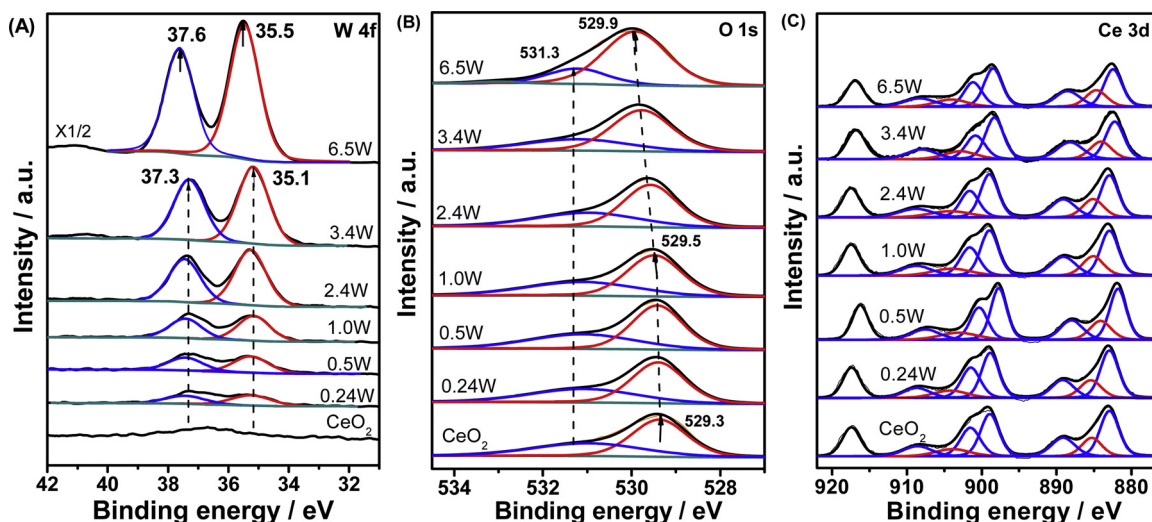 (A)
W 4f
37.6
35.5
X1/2
6.5W
37.3
35.1
3.4W
2.4W
1.0W
0.5W
0.24W
CeO₂
Intensity / a.u.
42 40 38 36 34 32
Binding energy / eV
(B)
O 1s
529.9
531.3
6.5W
3.4W
2.4W
529.5
1.0W
0.5W
0.24W
CeO₂
529.3
Intensity / a.u.
534 532 530 528
Binding energy / eV
(C)
Ce 3d
6.5W
3.4W
2.4W
1.0W
0.5W
0.24W
CeO₂
Intensity / a.u.
920 910 900 890 880
Binding energy / eV